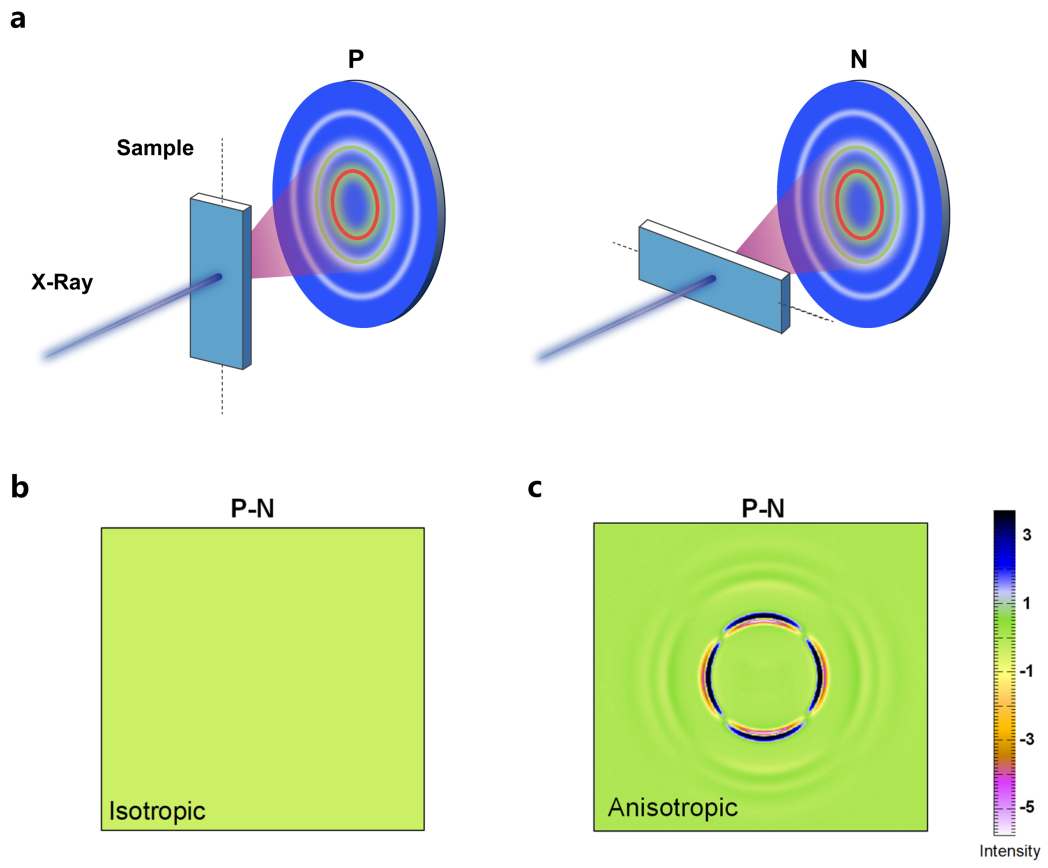 a
P
N
Sample
X-Ray
b
c
P-N
P-N
3
1
-1
-3
-5
Isotropic
Anisotropic
Intensity